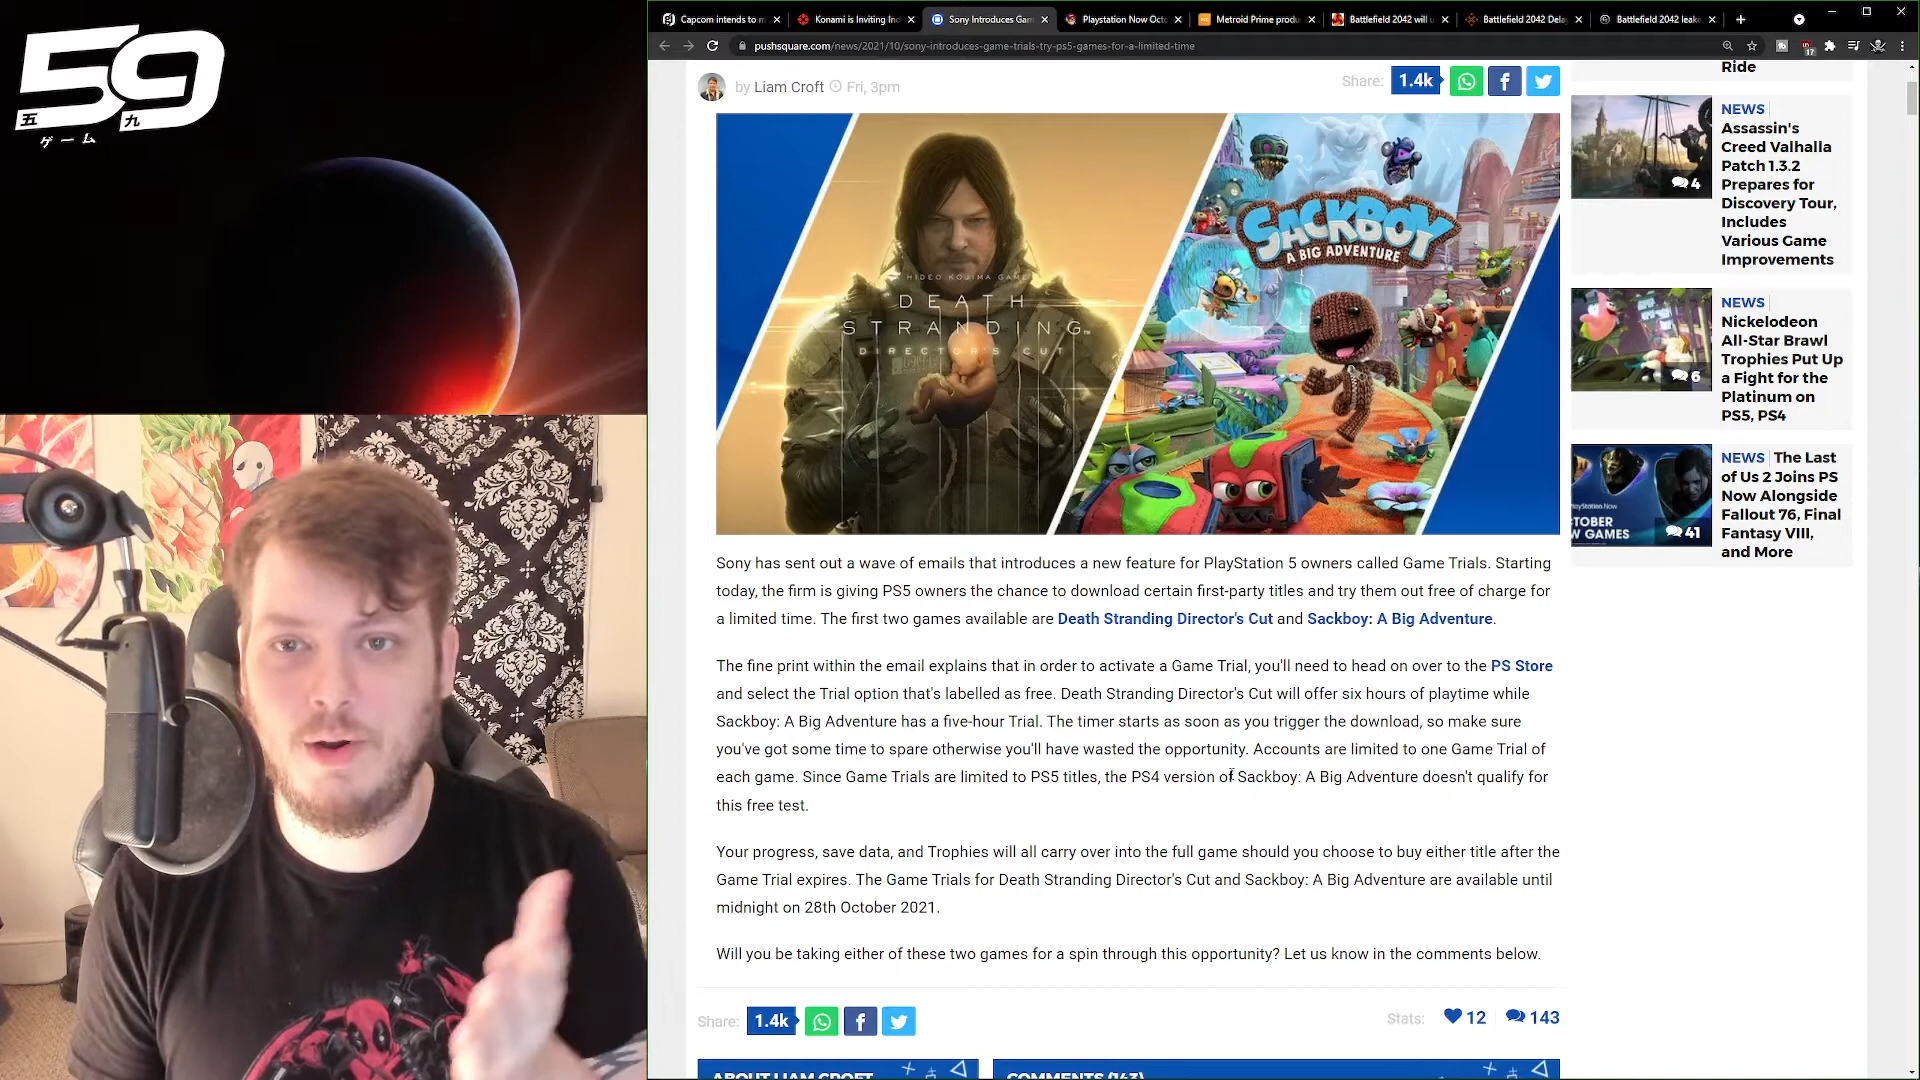 59
五 九
ゲーム
Capcom intends to m
Konami is Inviting Ind
Sony Introduces Gam
Playstation Now Octo
Metroid Prime produ
Battlefield 2042 will u
Battlefield 2042 Dela
Battlefield 2042 leake
pushsquare.com/news/2021/10/sony-introduces-game-trials-try-ps5-games-for-a-limited-time
17
by Liam Croft Fri, 3pm
Share: 1.4k
HIDEO KOJIMA GAME
DEATH
STRANDING
DIRECTOR'S CUT
SACKBOY
A BIG ADVENTURE
Sony has sent out a wave of emails that introduces a new feature for PlayStation 5 owners called Game Trials. Starting
today, the firm is giving PS5 owners the chance to download certain first-party titles and try them out free of charge for
a limited time. The first two games available are Death Stranding Director's Cut and Sackboy: A Big Adventure.
The fine print within the email explains that in order to activate a Game Trial, you'll need to head on over to the PS Store
and select the Trial option that's labelled as free. Death Stranding Director's Cut will offer six hours of playtime while
Sackboy: A Big Adventure has a five-hour Trial. The timer starts as soon as you trigger the download, so make sure
you've got some time to spare otherwise you'll have wasted the opportunity. Accounts are limited to one Game Trial of
each game. Since Game Trials are limited to PS5 titles, the PS4 version of Sackboy: A Big Adventure doesn't qualify for
this free test.
Your progress, save data, and Trophies will all carry over into the full game should you choose to buy either title after the
Game Trial expires. The Game Trials for Death Stranding Director's Cut and Sackboy: A Big Adventure are available until
midnight on 28th October 2021.
Will you be taking either of these two games for a spin through this opportunity? Let us know in the comments below.
Share: 1.4k
Stats: 12 143
ABOUT LIAM CROFT
COMMENTS (143)
Ride
NEWS
Assassin's
Creed Valhalla
Patch 1.3.2
Prepares for
Discovery Tour,
Includes
Various Game
Improvements
4
NEWS
Nickelodeon
All-Star Brawl
Trophies Put Up
a Fight for the
Platinum on
PS5, PS4
6
NEWS The Last
of Us 2 Joins PS
Now Alongside
Fallout 76, Final
Fantasy VIII,
and More
PlayStation.Now
TOBER
W GAMES
41